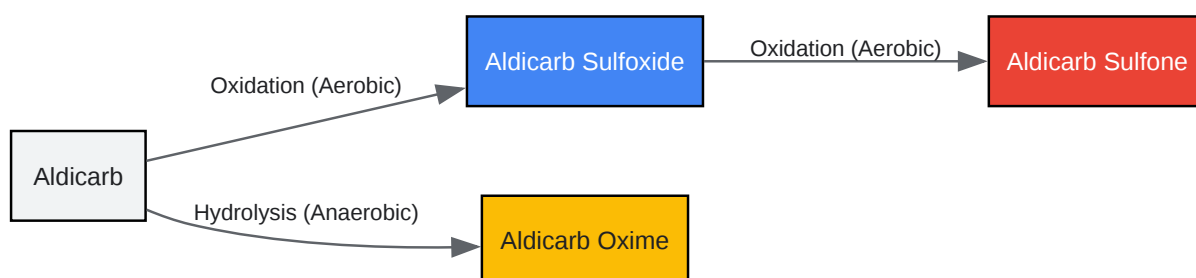 Aldicarb Sulfoxide
Oxidation (Aerobic)
Aldicarb Sulfone
Oxidation (Aerobic)
Aldicarb
Hydrolysis (Anaerobic)
Aldicarb Oxime